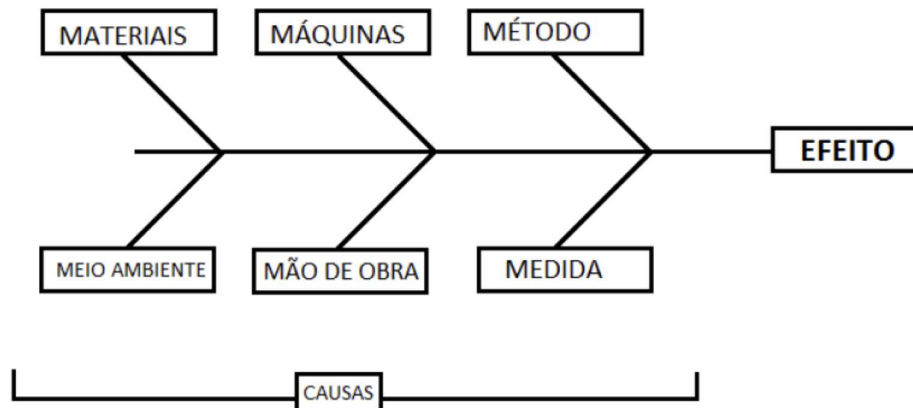 MATERIAIS
MÁQUINAS
MÉTODO
EFEITO
MEIO AMBIENTE
MÃO DE OBRA
MEDIDA
CAUSAS